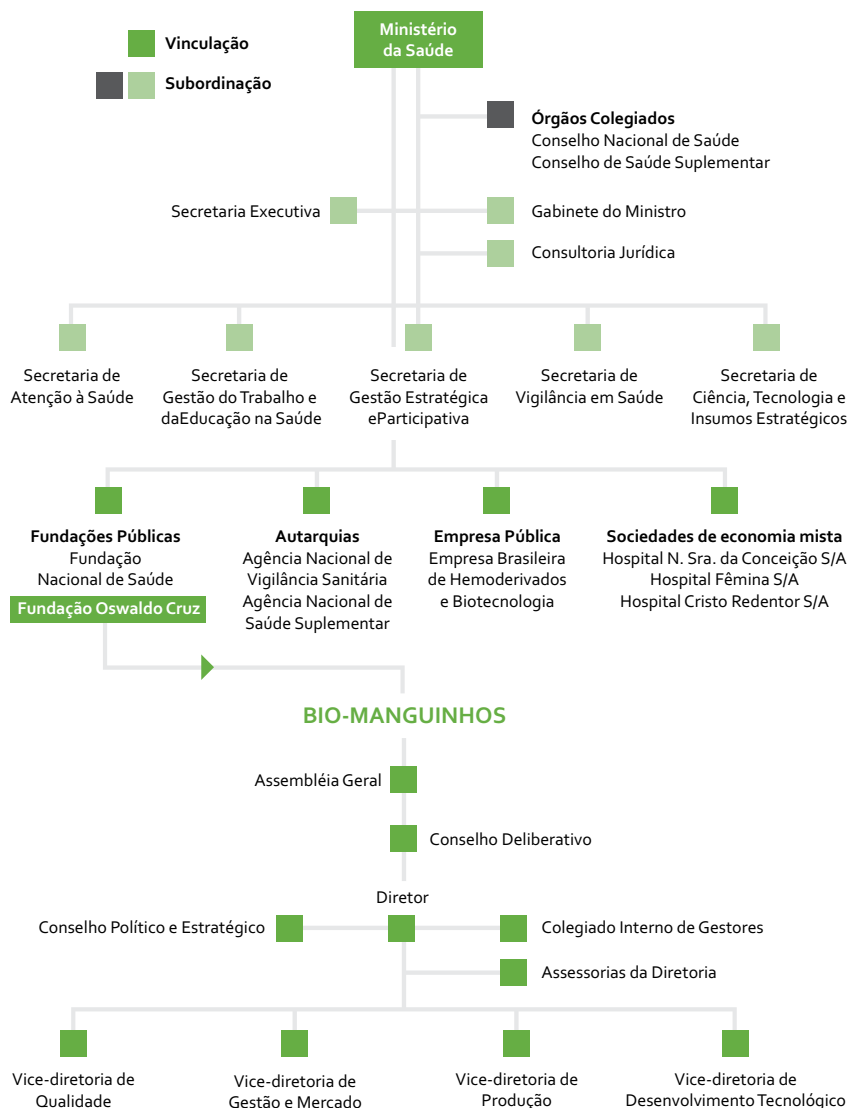 Vinculação
Subordinação
Ministério
da Saúde
Órgãos Colegiados
Conselho Nacional de Saúde
Conselho de Saúde Suplementar
Secretaria Executiva
Gabinete do Ministro
Consultoria Jurídica
Secretaria de
Atenção à Saúde
Secretaria de
Gestão do Trabalho e
daEducação na Saúde
Secretaria de
Gestão Estratégica
eParticipativa
Secretaria de
Vigilância em Saúde
Secretaria de
Ciência, Tecnologia e
Insumos Estratégicos
Fundações Públicas
Fundação
Nacional de Saúde
Fundação Oswaldo Cruz
Autarquias
Agência Nacional de
Vigilância Sanitária
Agência Nacional de
Saúde Suplementar
Empresa Pública
Empresa Brasileira
de Hemoderivados
e Biotecnologia
Sociedades de economia mista
Hospital N. Sra. da Conceição S/A
Hospital Fêmina S/A
Hospital Cristo Redentor S/A
BIO-MANGUINHOS
Assembléia Geral
Conselho Deliberativo
Diretor
Conselho Político e Estratégico
Colegiado Interno de Gestores
Assessorias da Diretoria
Vice-diretoria de
Qualidade
Vice-diretoria de
Gestão e Mercado
Vice-diretoria de
Produção
Vice-diretoria de
Desenvolvimento Tecnológico